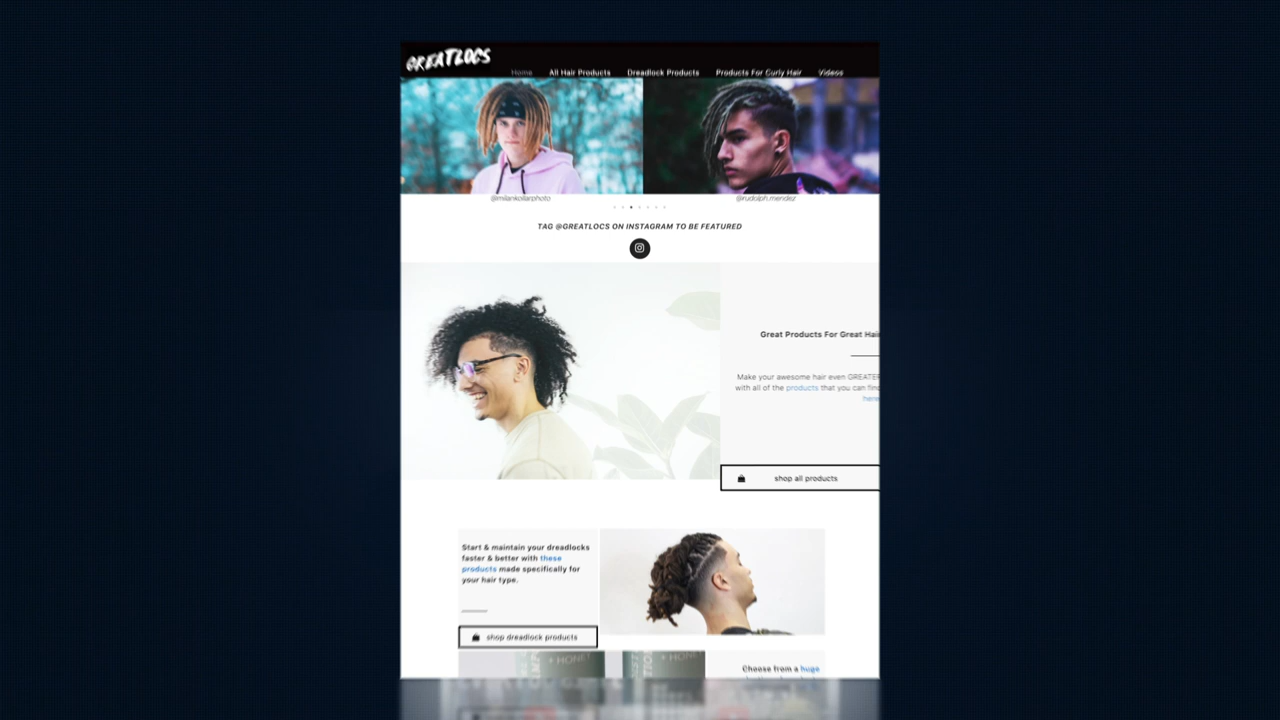 GREATLOCS
Home All Hair Products Dreadlock Products Products For Curly Hair Videos
@milankollarphoto @rudolph.mendez
TAG @GREATLOCS ON INSTAGRAM TO BE FEATURED
Great Products For Great Hair
Make your awesome hair even GREATER
with all of the products that you can find
here
shop all products
Start & maintain your dreadlocks
faster & better with these
products made specifically for
your hair type.
shop dreadlock products
+ HONEY + HONEY
Choose from a huge